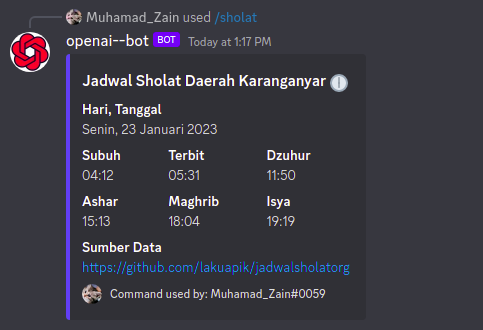 Muhamad_Zain used /sholat
openai--bot BOT Today at 1:17 PM
Jadwal Sholat Daerah Karanganyar
Hari, Tanggal
Senin, 23 Januari 2023
Subuh Terbit Dzuhur
04:12 05:31 11:50
Ashar Maghrib Isya
15:13 18:04 19:19
Sumber Data
https://github.com/lakuapik/jadwalsholatorg
Command used by: Muhamad_Zain#0059